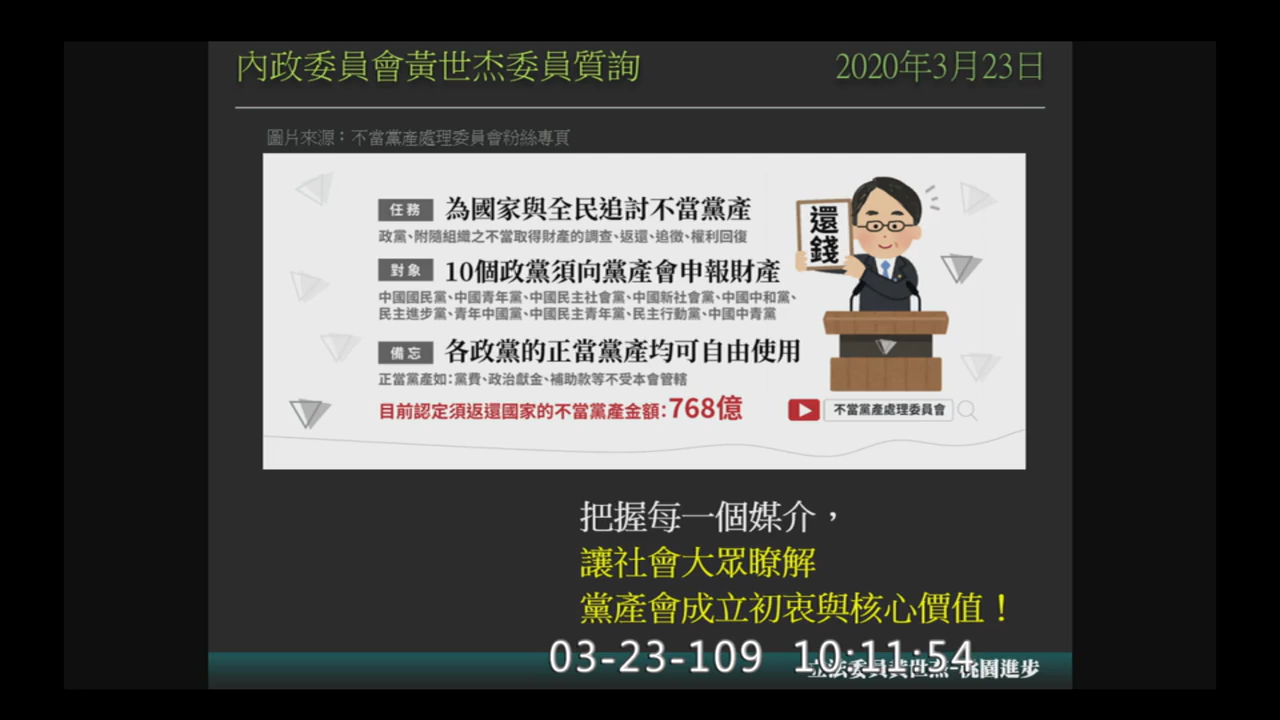 內政委員會黃世杰委員質詢
2020年3月23日
圖片來源：不當黨產處理委員會粉絲專頁
任務 為國家與全民追討不當黨產
政黨、附隨組織之不當取得財產的調查、返還、追徵、權利回復
對象 10個政黨須向黨產會申報財產
中國國民黨、中國青年黨、中國民主社會黨、中國新社會黨、中國中和黨、
民主進步黨、青年中國黨、中國民主青年黨、民主行動黨、中國中青黨
備忘 各政黨的正當黨產均可自由使用
正當黨產如：黨費、政治獻金、補助款等不受本會管轄
目前認定須返還國家的不當黨產金額：768億
還錢
不當黨產處理委員會
把握每一個媒介，
讓社會大眾瞭解
黨產會成立初衷與核心價值！
03-23-109 10:11:54
立法委員黃世杰-桃園進步